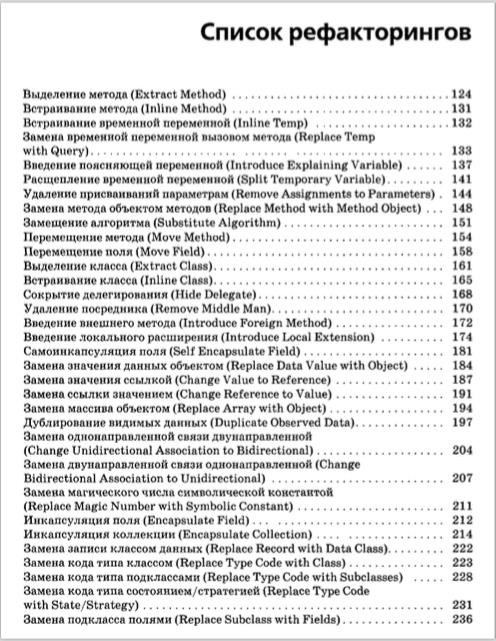 Список рефакторингов
Выделение метода (Extract Method) . . . . . . . . . . . . . . . . . . . . . . . . . . . . . . . 124
Встраивание метода (Inline Method) . . . . . . . . . . . . . . . . . . . . . . . . . . . . . . 131
Встраивание временной переменной (Inline Temp) . . . . . . . . . . . . . . . . . . . 132
Замена временной переменной вызовом метода (Replace Temp
with Query). . . . . . . . . . . . . . . . . . . . . . . . . . . . . . . . . . . . . . . . . . . . . . . . . . 133
Введение поясняющей переменной (Introduce Explaining Variable) . . . . . . 137
Расщепление временной переменной (Split Temporary Variable). . . . . . . . . 141
Удаление присваиваний параметрам (Remove Assignments to Parameters) . 144
Замена метода объектом методов (Replace Method with Method Object) . . . 148
Замещение алгоритма (Substitute Algorithm) . . . . . . . . . . . . . . . . . . . . . . . 151
Перемещение метода (Move Method). . . . . . . . . . . . . . . . . . . . . . . . . . . . . . 154
Перемещение поля (Move Field). . . . . . . . . . . . . . . . . . . . . . . . . . . . . . . . . . 158
Выделение класса (Extract Class). . . . . . . . . . . . . . . . . . . . . . . . . . . . . . . . 161
Встраивание класса (Inline Class). . . . . . . . . . . . . . . . . . . . . . . . . . . . . . . . 165
Сокрытие делегирования (Hide Delegate). . . . . . . . . . . . . . . . . . . . . . . . . . 168
Удаление посредника (Remove Middle Man). . . . . . . . . . . . . . . . . . . . . . . . 170
Введение внешнего метода (Introduce Foreign Method) . . . . . . . . . . . . . . . 172
Введение локального расширения (Introduce Local Extension) . . . . . . . . . 174
Самоинкапсуляция поля (Self Encapsulate Field) . . . . . . . . . . . . . . . . . . . . 181
Замена значения данных объектом (Replace Data Value with Object) . . . . . 184
Замена значения ссылкой (Change Value to Reference) . . . . . . . . . . . . . . . . 187
Замена ссылки значением (Change Reference to Value) . . . . . . . . . . . . . . . . 191
Замена массива объектом (Replace Array with Object) . . . . . . . . . . . . . . . . 194
Дублирование видимых данных (Duplicate Observed Data). . . . . . . . . . . . . 197
Замена однонаправленной связи двунаправленной
(Change Unidirectional Association to Bidirectional) . . . . . . . . . . . . . . . . . . 204
Замена двунаправленной связи однонаправленной (Change
Bidirectional Association to Unidirectional) . . . . . . . . . . . . . . . . . . . . . . . . . 207
Замена магического числа символической константой
(Replace Magic Number with Symbolic Constant) . . . . . . . . . . . . . . . . . . . . 211
Инкапсуляция поля (Encapsulate Field) . . . . . . . . . . . . . . . . . . . . . . . . . . . 212
Инкапсуляция коллекции (Encapsulate Collection) . . . . . . . . . . . . . . . . . . 214
Замена записи классом данных (Replace Record with Data Class). . . . . . . . 222
Замена кода типа классом (Replace Type Code with Class) . . . . . . . . . . . . . 223
Замена кода типа подклассами (Replace Type Code with Subclasses) . . . . . 228
Замена кода типа состоянием/стратегией (Replace Type Code
with State/Strategy) . . . . . . . . . . . . . . . . . . . . . . . . . . . . . . . . . . . . . . . . . . . 231
Замена подкласса полями (Replace Subclass with Fields). . . . . . . . . . . . . . . 236